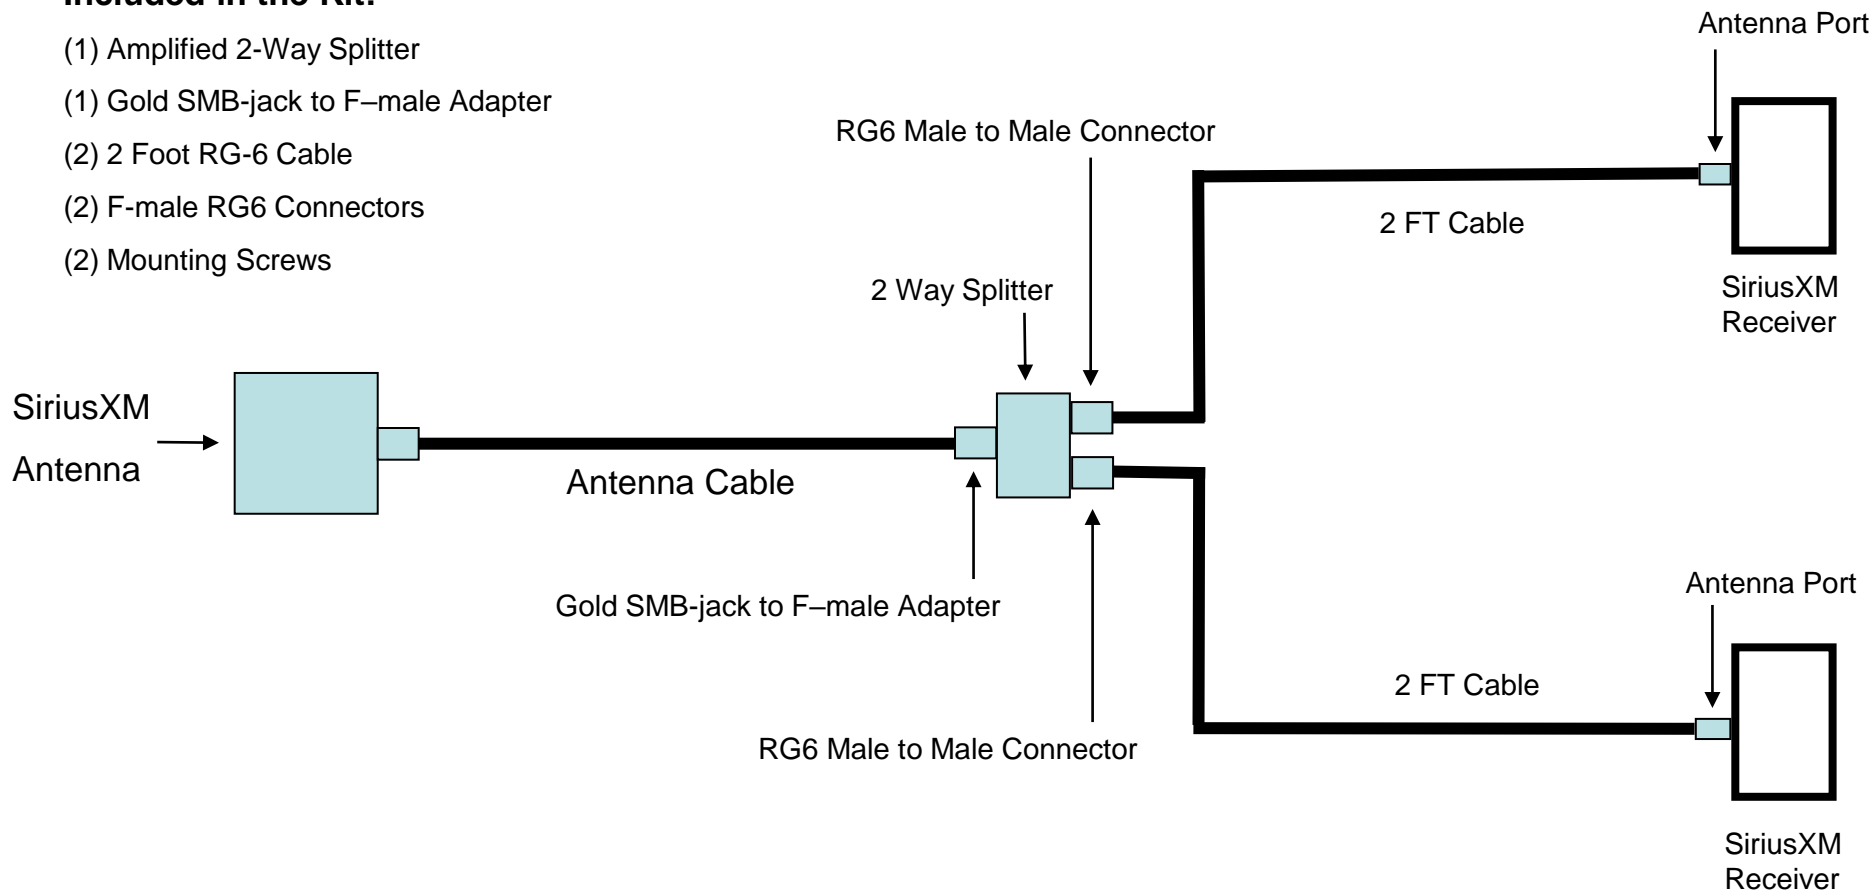 Included in the Kit:
(1) Amplified 2-Way Splitter
(1) Gold SMB-jack to F–male Adapter
(2) 2 Foot RG-6 Cable
(2) F-male RG6 Connectors
(2) Mounting Screws
Antenna Port
RG6 Male to Male Connector
2 FT Cable
SiriusXM
Receiver
2 Way Splitter
SiriusXM
Antenna
Antenna Cable
Gold SMB-jack to F–male Adapter
RG6 Male to Male Connector
Antenna Port
2 FT Cable
SiriusXM
Receiver